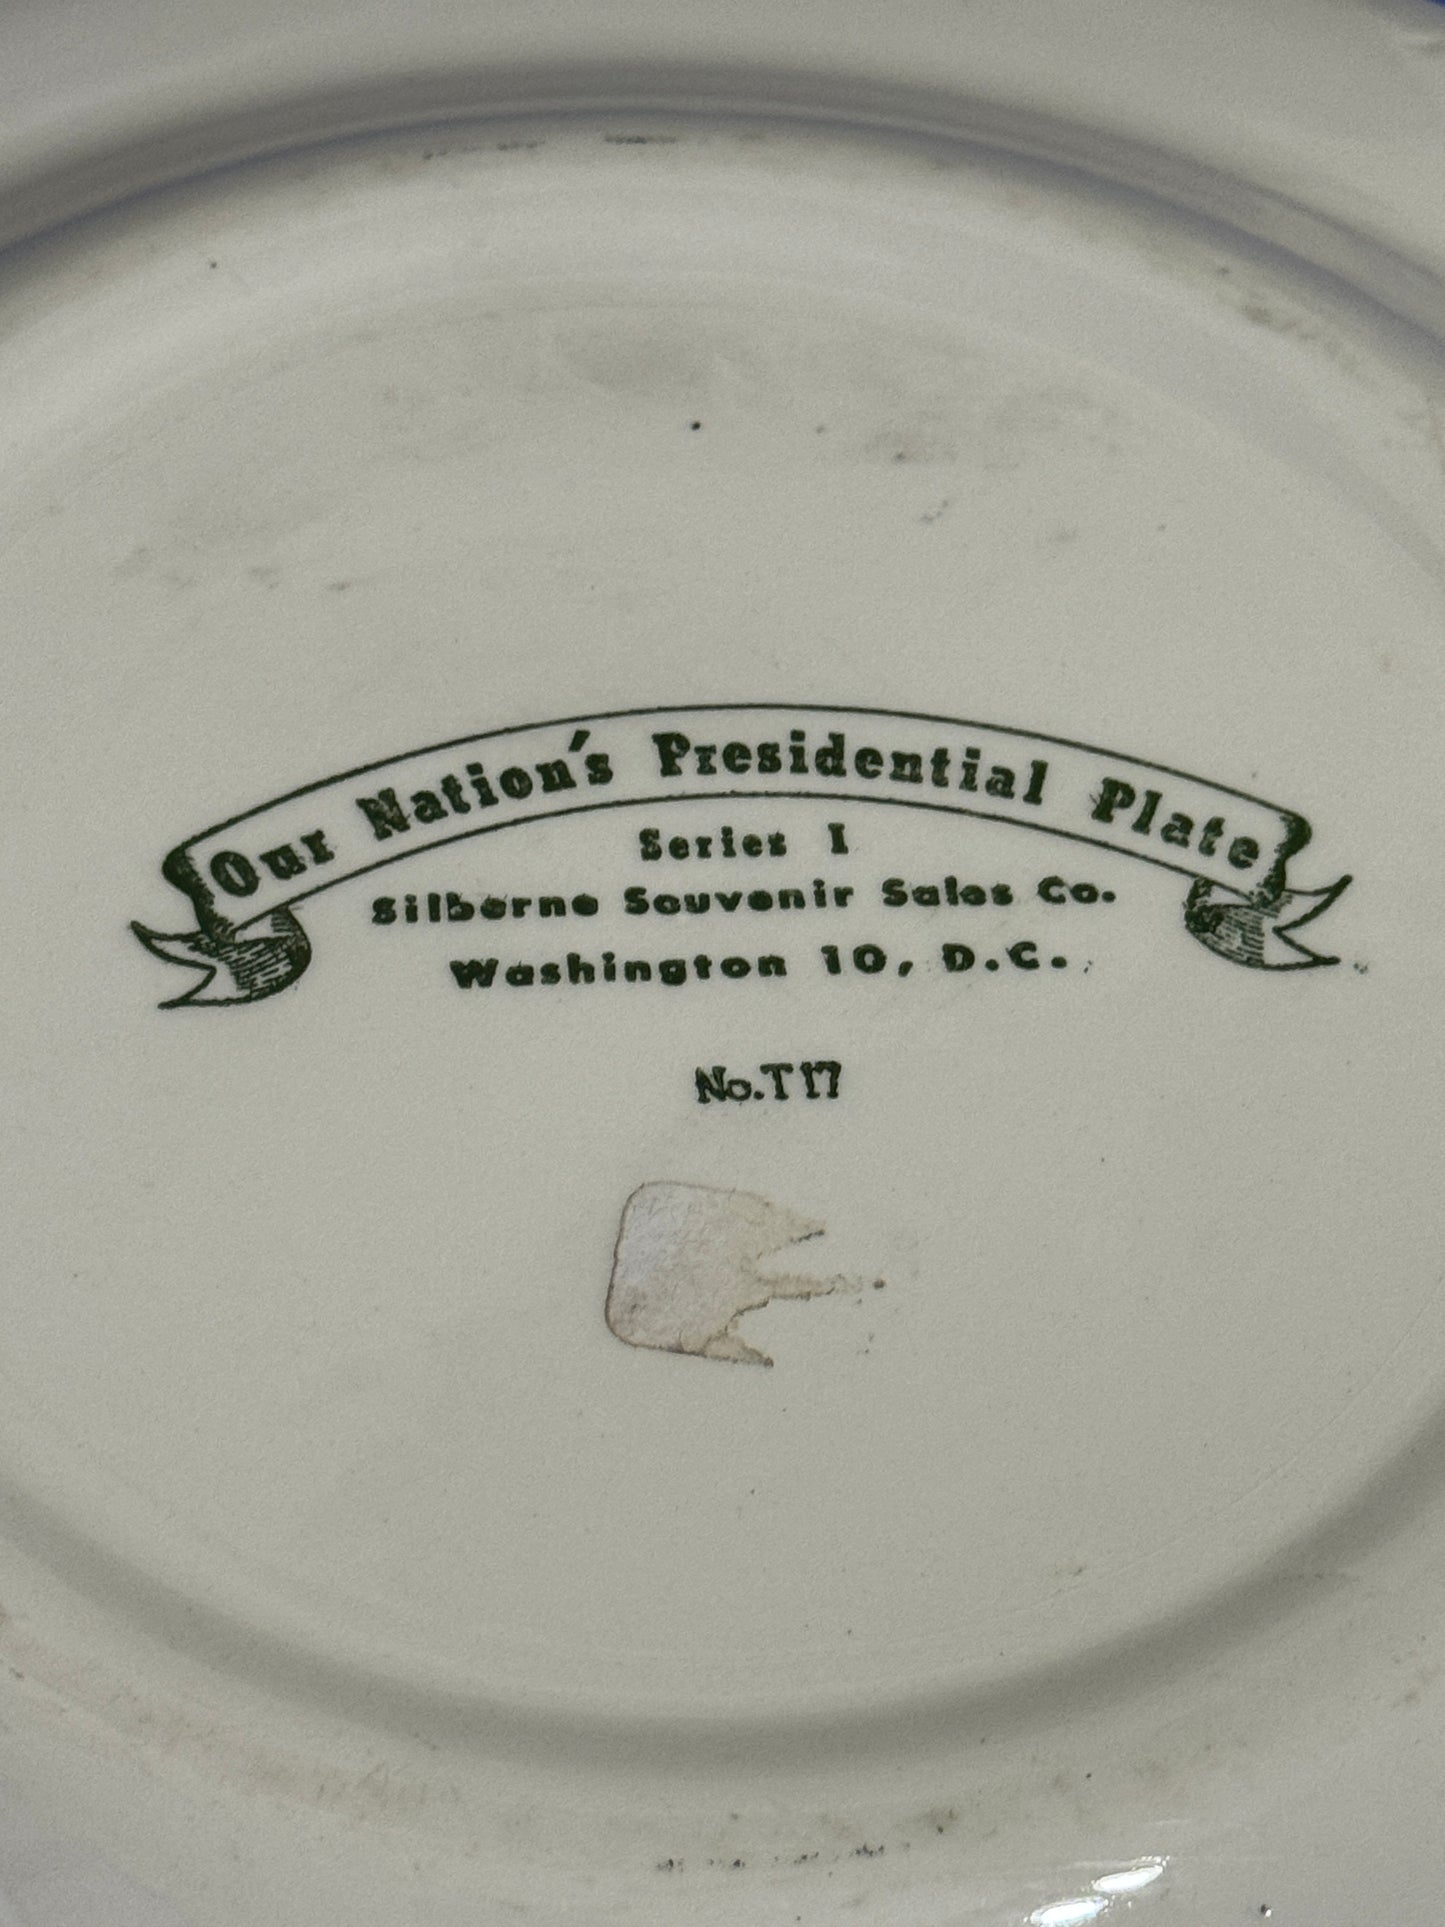 Our Nation's Presidential Plate
Series I
Silberne Souvenir Sales Co.
Washington 10, D.C.
No. T17